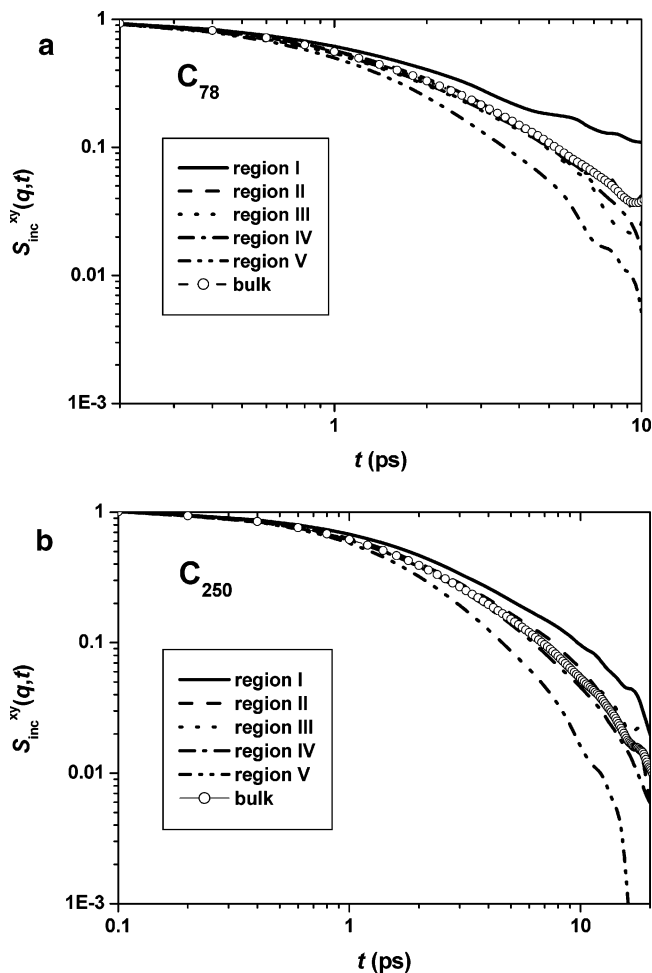 a
C78
region I
region II
region III
region IV
region V
bulk
1
0.1
0.01
1E-3
Sinc xy(q,t)
1
10
t (ps)
b
C250
region I
region II
region III
region IV
region V
bulk
1
0.1
0.01
1E-3
Sinc xy(q,t)
0.1
1
10
t (ps)